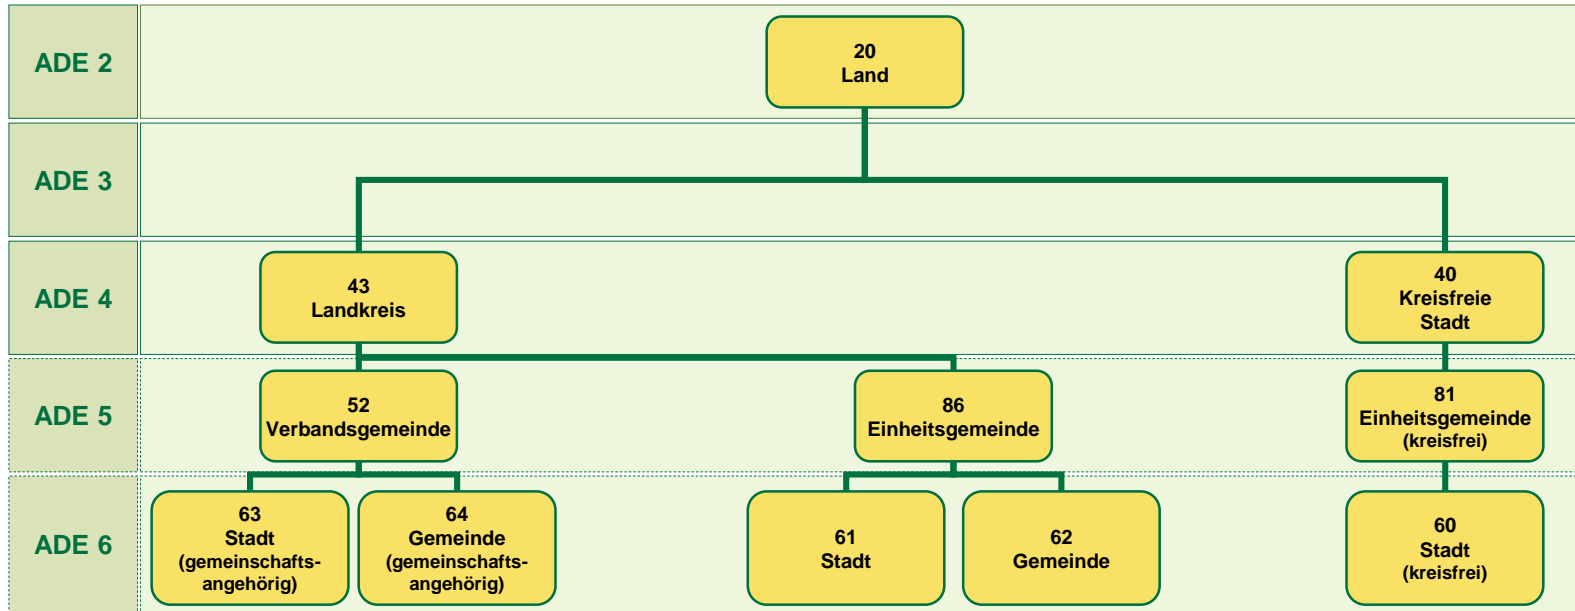 ADE 2
20
Land
ADE 3
ADE 4
43
Landkreis
40
Kreisfreie
Stadt
ADE 5
52
Verbandsgemeinde
86
Einheitsgemeinde
81
Einheitsgemeinde
(kreisfrei)
ADE 6
63
Stadt
(gemeinschafts-
angehörig)
64
Gemeinde
(gemeinschafts-
angehörig)
61
Stadt
62
Gemeinde
60
Stadt
(kreisfrei)